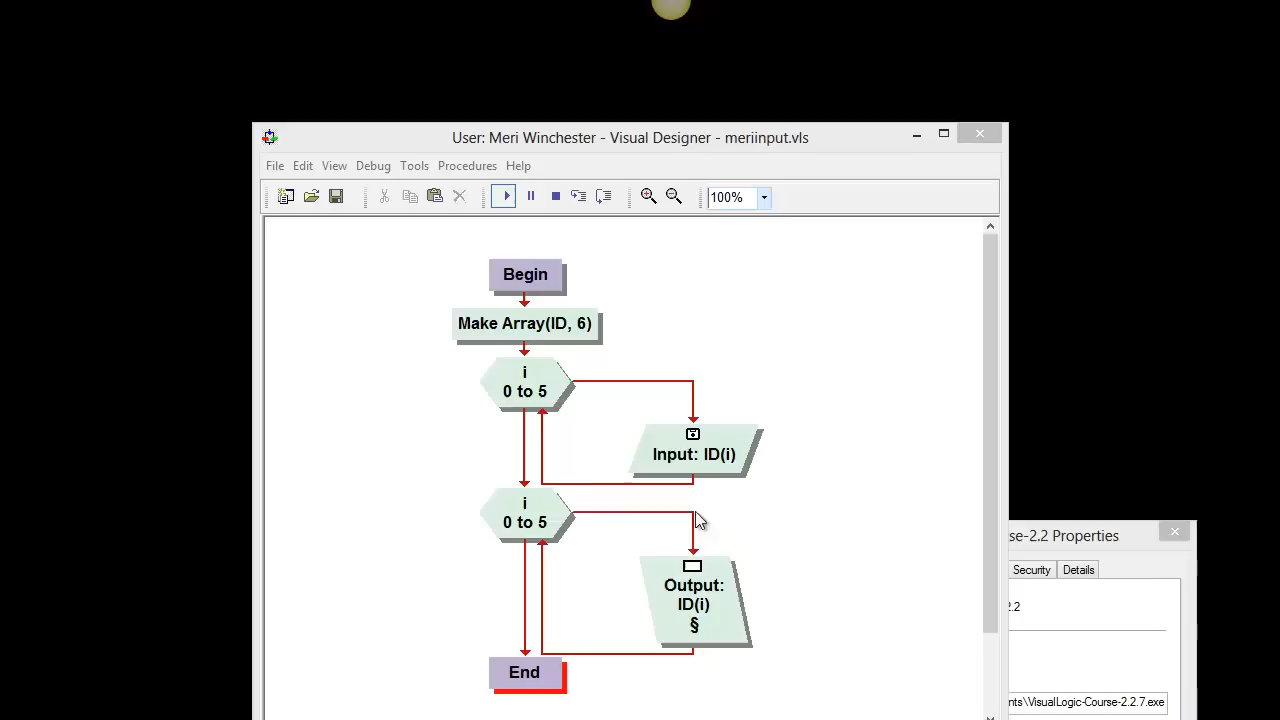 User: Meri Winchester - Visual Designer - meriinput.vls
File Edit View Debug Tools Procedures Help
100%
Begin
Make Array(ID, 6)
i
0 to 5
Input: ID(i)
i
0 to 5
Output:
ID(i)
§
End
se-2.2 Properties
Security Details
2.2
nts\VisualLogic-Course-2.2.7.exe